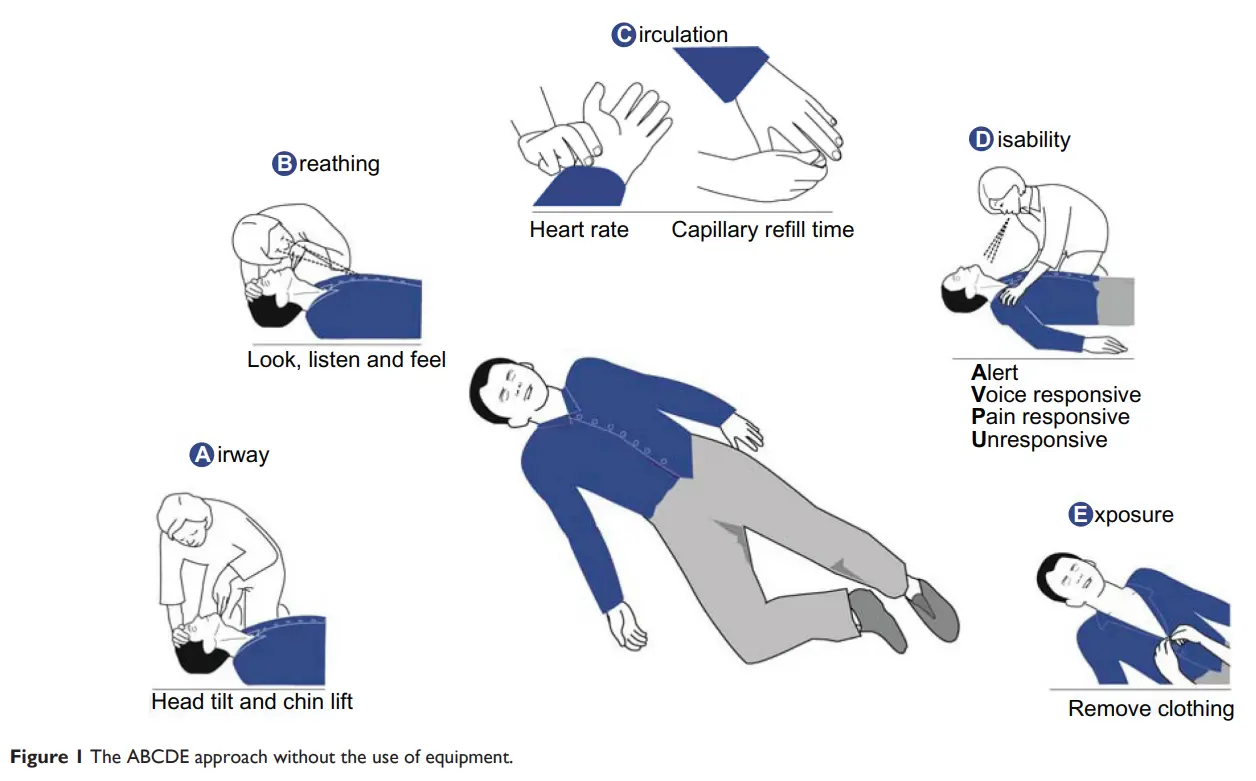 Circulation
Heart rate
Capillary refill time
Breathing
Look, listen and feel
Disability
Alert
Voice responsive
Pain responsive
Unresponsive
Airway
Head tilt and chin lift
Exposure
Remove clothing
Figure 1 The ABCDE approach without the use of equipment.